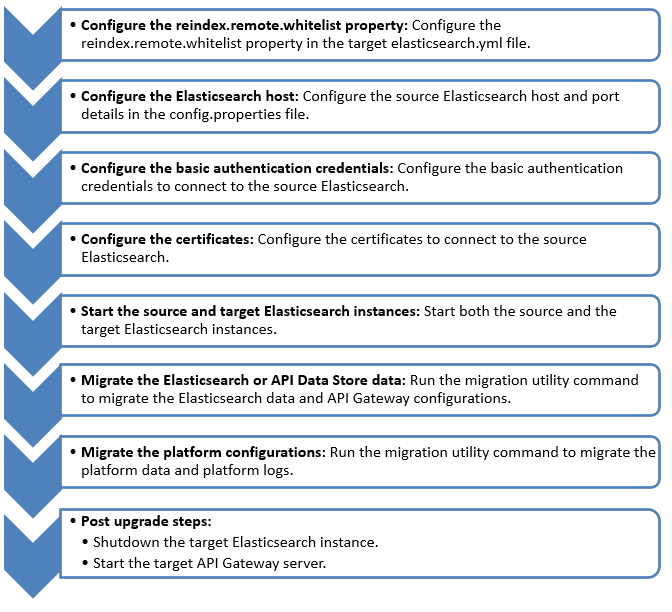 • Configure the reindex.remote.whitelist property: Configure the
reindex.remote.whitelist property in the target elasticsearch.yml file.
• Configure the Elasticsearch host: Configure the source Elasticsearch host and port
details in the config.properties file.
• Configure the basic authentication credentials: Configure the basic authentication
credentials to connect to the source Elasticsearch.
• Configure the certificates: Configure the certificates to connect to the source
Elasticsearch.
• Start the source and target Elasticsearch instances: Start both the source and the
target Elasticsearch instances.
• Migrate the Elasticsearch or API Data Store data: Run the migration utility command
to migrate the Elasticsearch data and API Gateway configurations.
• Migrate the platform configurations: Run the migration utility command to migrate the
platform data and platform logs.
• Post upgrade steps:
• Shutdown the target Elasticsearch instance.
• Start the target API Gateway server.